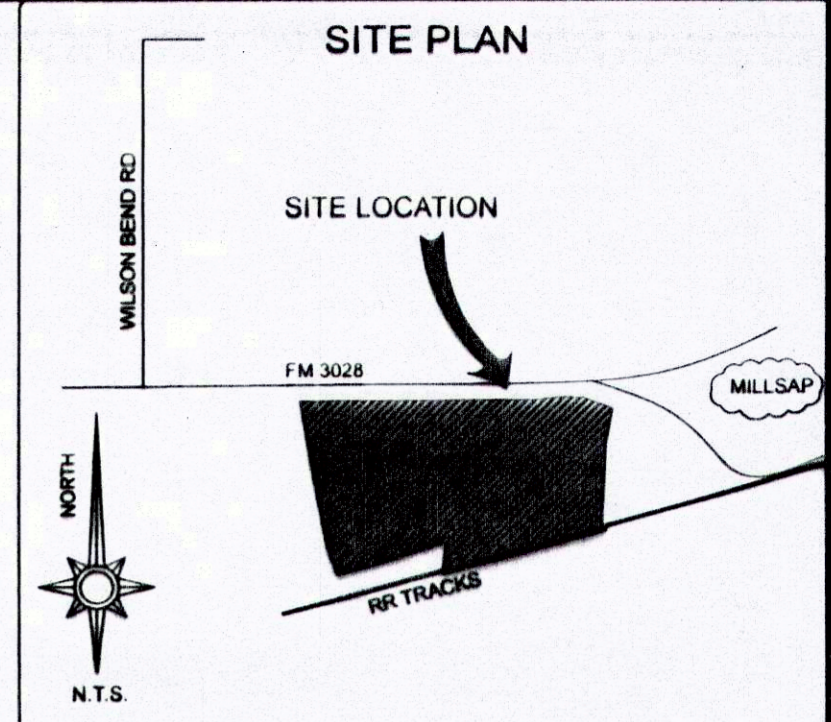 SITE PLAN
WILSON BEND RD
SITE LOCATION
FM 3028
MILLSAP
NORTH
RR TRACKS
N.T.S.